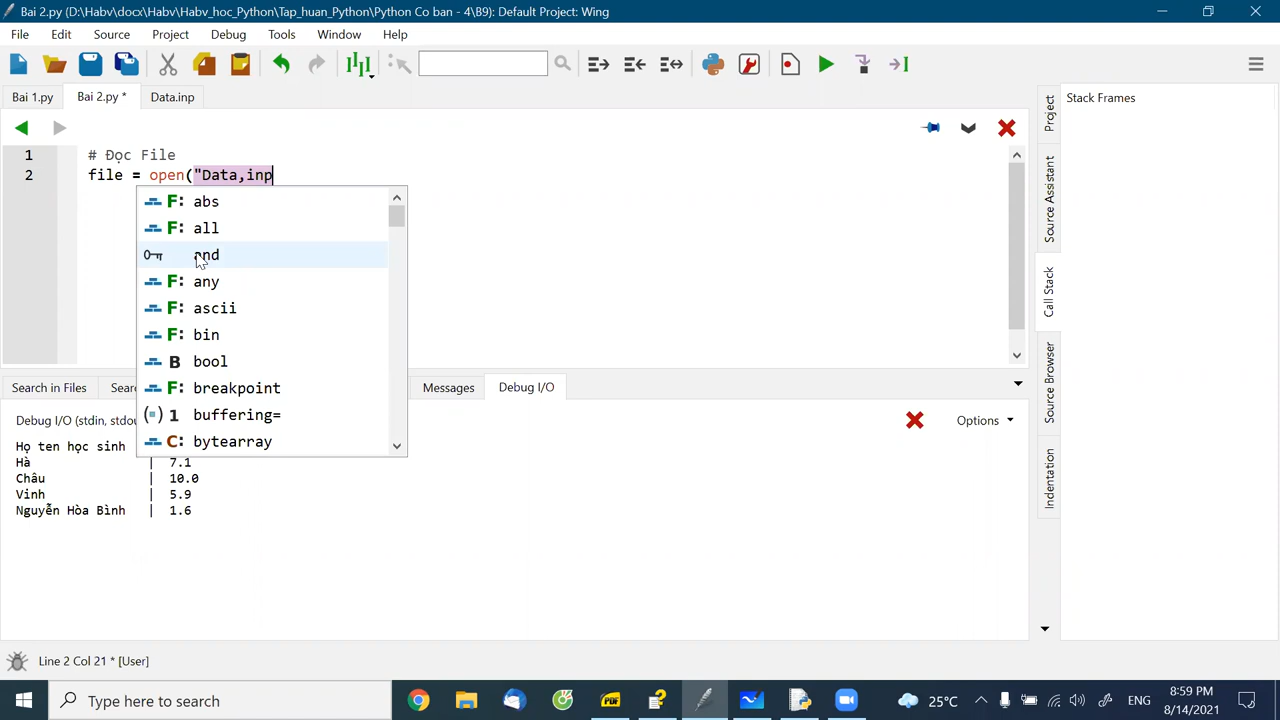 Bai 2.py (D:\Habv\docx\Habv\Habv_hoc_Python\Tap_huan_Python\Python Co ban - 4\B9): Default Project: Wing
File Edit Source Project Debug Tools Window Help
Bai 1.py Bai 2.py * Data.inp
Stack Frames
1 # Đọc File
2 file = open("Data,inp
F: abs
F: all
and
F: any
F: ascii
F: bin
B bool
F: breakpoint
1 buffering=
C: bytearray
Project
Source Assistant
Call Stack
Source Browser
Indentation
Search in Files Sear Messages Debug I/O
Debug I/O (stdin, stdou Options
Họ ten học sinh
Hà | 7.1
Châu | 10.0
Vinh | 5.9
Nguyễn Hòa Bình | 1.6
Line 2 Col 21 * [User]
Type here to search
PDF
25°C ENG
8:59 PM
8/14/2021